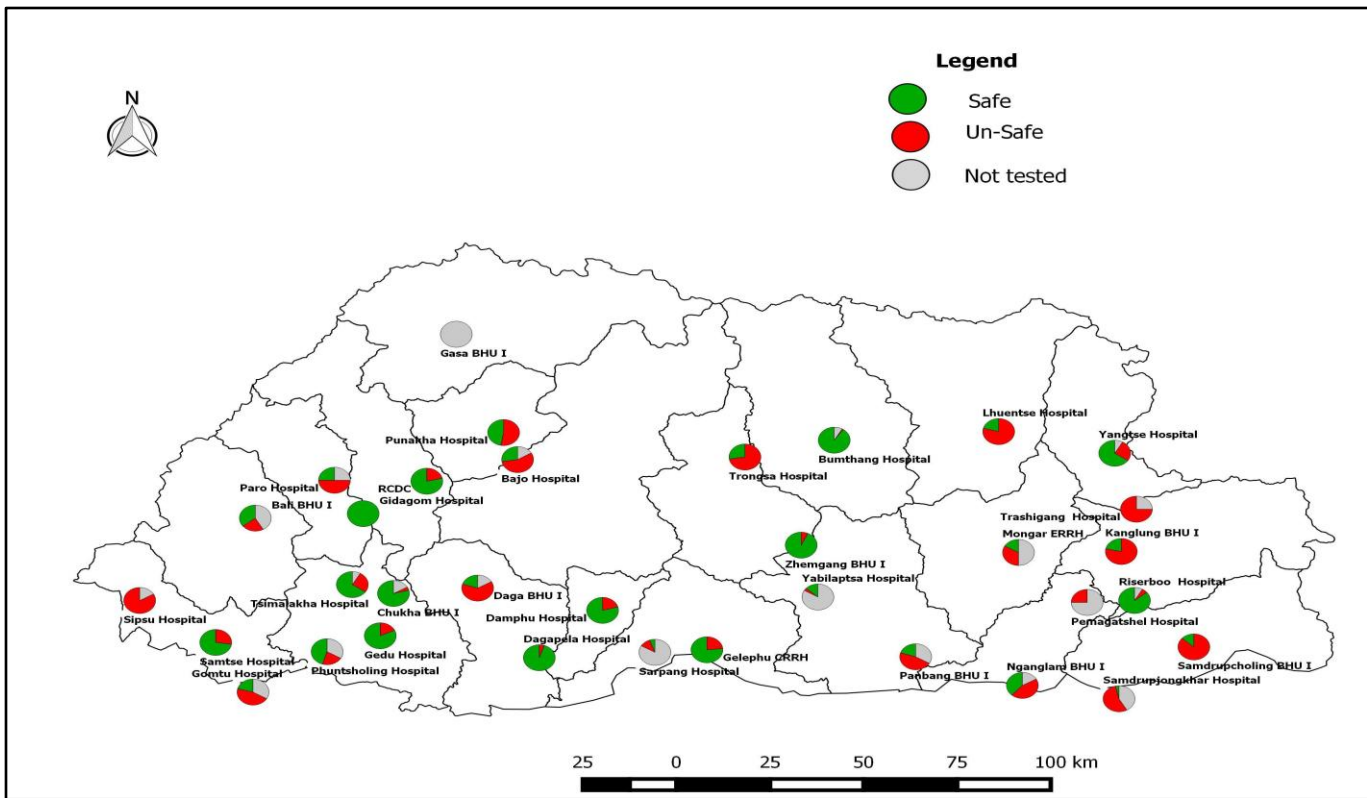 Legend
Safe
Un-Safe
Not tested
N
Gasa BHU I
Punakha Hospital
Bajo Hospital
Paro Hospital
RCDC
Gidagom Hospital
Bali BHU I
Trongsa Hospital
Bumthang Hospital
Lhuentse Hospital
Yangtse Hospital
Trashigang Hospital
Mongar ERRH
Kanglung BHU I
Zhemgang BHU I
Yabilaptsa Hospital
Riserboo Hospital
Pemagatshel Hospital
Tsimalakha Hospital
Chukha BHU I
Daga BHU I
Damphu Hospital
Sipsu Hospital
Samtse Hospital
Gomtu Hospital
Gedu Hospital
Phuntsholing Hospital
Dagapela Hospital
Sarpang Hospital
Gelephu CRRH
Panbang BHU I
Nganglam BHU I
Samdrupcholing BHU I
Samdrupjongkhar Hospital
25 0 25 50 75 100 km